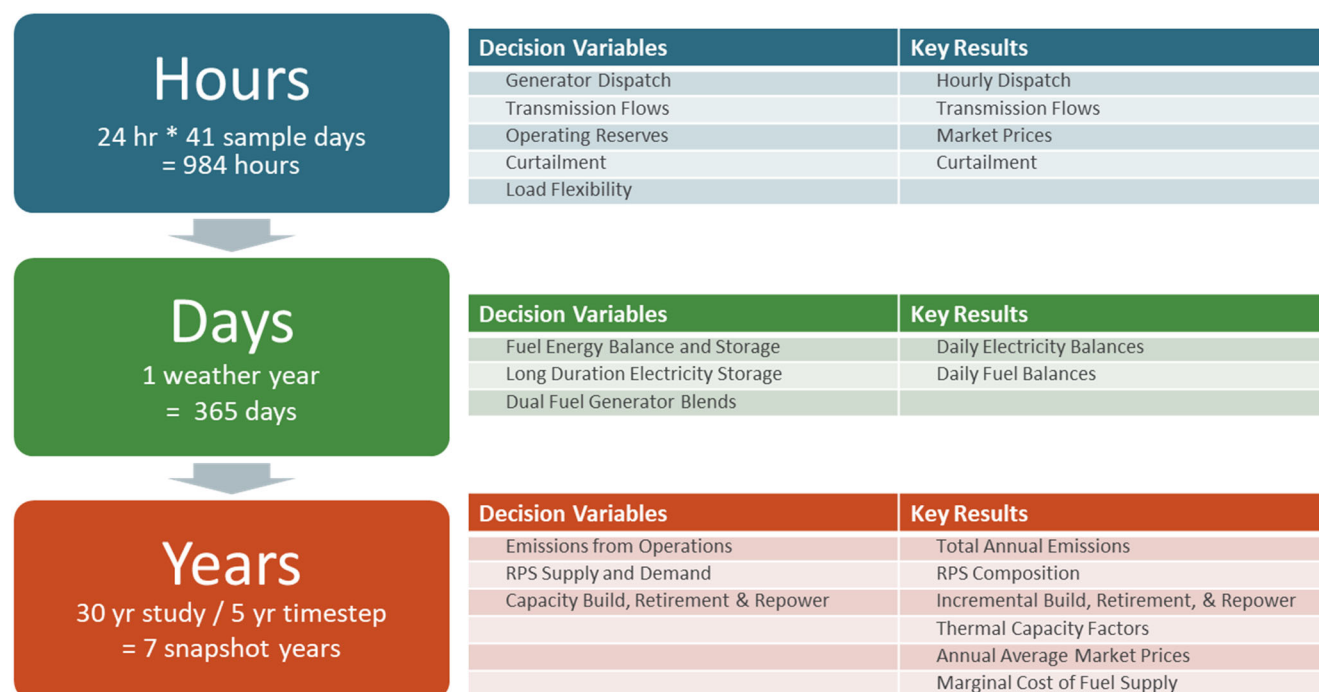 Hours
24 hr * 41 sample days
= 984 hours
Decision Variables Key Results
Generator Dispatch Hourly Dispatch
Transmission Flows Transmission Flows
Operating Reserves Market Prices
Curtailment Curtailment
Load Flexibility
Days
1 weather year
= 365 days
Decision Variables Key Results
Fuel Energy Balance and Storage Daily Electricity Balances
Long Duration Electricity Storage Daily Fuel Balances
Dual Fuel Generator Blends
Years
30 yr study / 5 yr timestep
= 7 snapshot years
Decision Variables Key Results
Emissions from Operations Total Annual Emissions
RPS Supply and Demand RPS Composition
Capacity Build, Retirement & Repower Incremental Build, Retirement, & Repower
Thermal Capacity Factors
Annual Average Market Prices
Marginal Cost of Fuel Supply